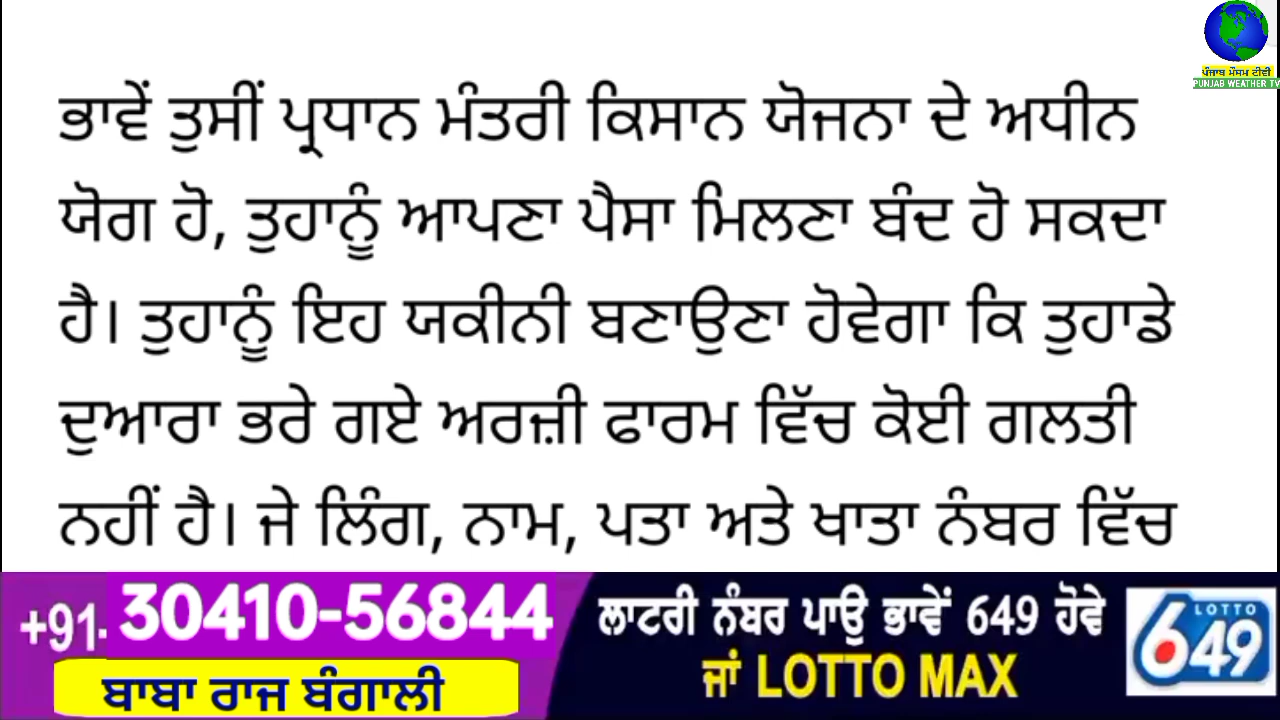 ਪੰਜਾਬ ਮੌਸਮ ਟੀਵੀ
PUNJAB WEATHER TV
ਭਾਵੇਂ ਤੁਸੀਂ ਪ੍ਰਧਾਨ ਮੰਤਰੀ ਕਿਸਾਨ ਯੋਜਨਾ ਦੇ ਅਧੀਨ
ਯੋਗ ਹੋ, ਤੁਹਾਨੂੰ ਆਪਣਾ ਪੈਸਾ ਮਿਲਣਾ ਬੰਦ ਹੋ ਸਕਦਾ
ਹੈ। ਤੁਹਾਨੂੰ ਇਹ ਯਕੀਨੀ ਬਣਾਉਣਾ ਹੋਵੇਗਾ ਕਿ ਤੁਹਾਡੇ
ਦੁਆਰਾ ਭਰੇ ਗਏ ਅਰਜ਼ੀ ਫਾਰਮ ਵਿੱਚ ਕੋਈ ਗਲਤੀ
ਨਹੀਂ ਹੈ। ਜੇ ਲਿੰਗ, ਨਾਮ, ਪਤਾ ਅਤੇ ਖਾਤਾ ਨੰਬਰ ਵਿੱਚ
+91-30410-56844
ਬਾਬਾ ਰਾਜ ਬੰਗਾਲੀ
ਲਾਟਰੀ ਨੰਬਰ ਪਾਉ ਭਾਵੇਂ 649 ਹੋਵੇ
ਜਾਂ LOTTO MAX
LOTTO
649